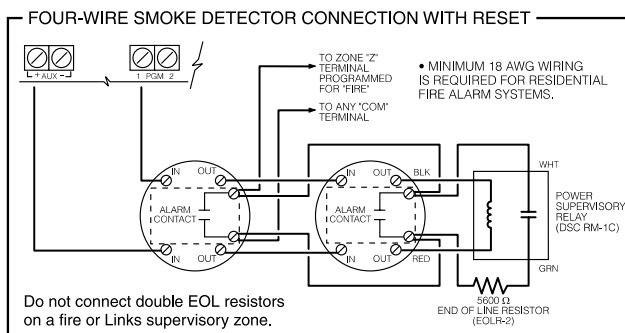 FOUR-WIRE SMOKE DETECTOR CONNECTION WITH RESET
+ AUX -
1 PGM 2
TO ZONE "Z"
TERMINAL
PROGRAMMED
FOR "FIRE"
TO ANY "COM"
TERMINAL
• MINIMUM 18 AWG WIRING
IS REQUIRED FOR RESIDENTIAL
FIRE ALARM SYSTEMS.
IN
OUT
ALARM
CONTACT
IN
OUT
IN
OUT
BLK
ALARM
CONTACT
IN
OUT
RED
WHT
POWER
SUPERVISORY
RELAY
(DSC RM-1C)
GRN
5600 Ω
END OF LINE RESISTOR
(EOLR-2)
Do not connect double EOL resistors
on a fire or Links supervisory zone.